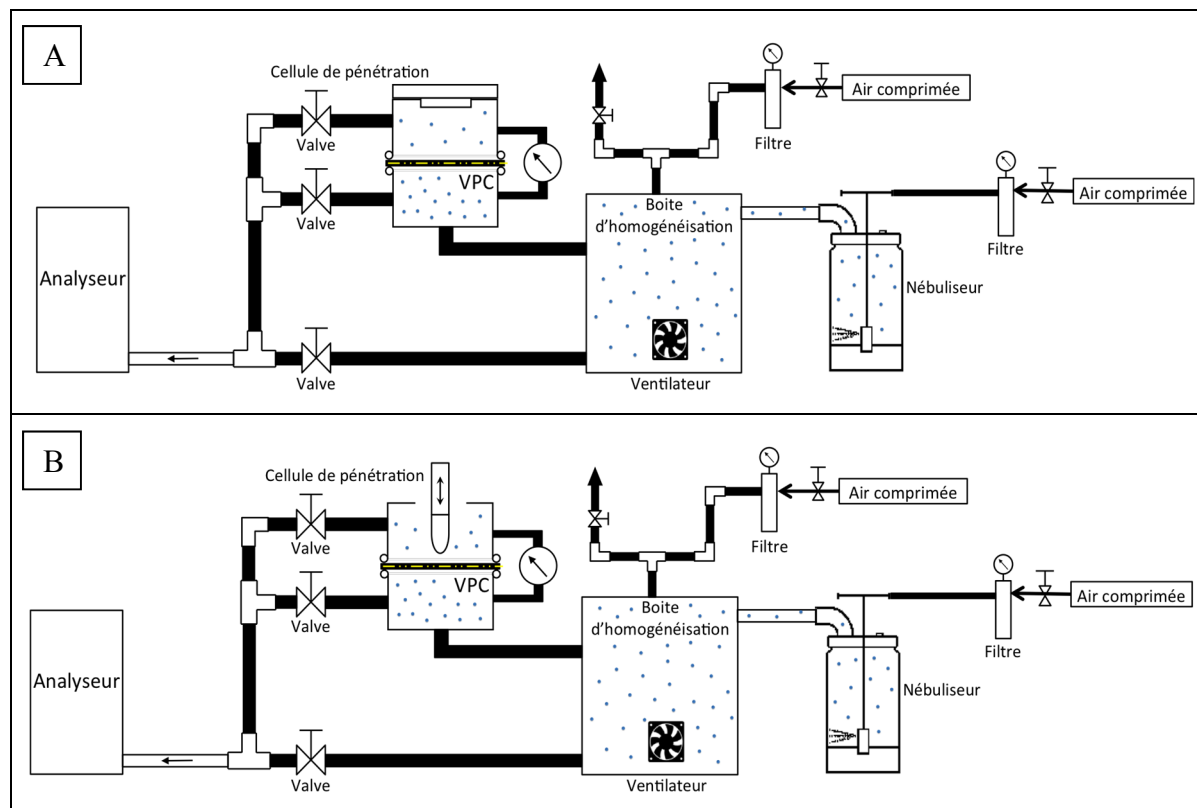 A
Cellule de pénétration
Air comprimée
Valve
Filtre
VPC
Air comprimée
Valve
Boite
d'homogénéisation
Filtre
Analyseur
Nébuliseur
Valve
Ventilateur
B
Cellule de pénétration
Air comprimée
Valve
Filtre
VPC
Air comprimée
Valve
Boite
d'homogénéisation
Filtre
Analyseur
Nébuliseur
Valve
Ventilateur